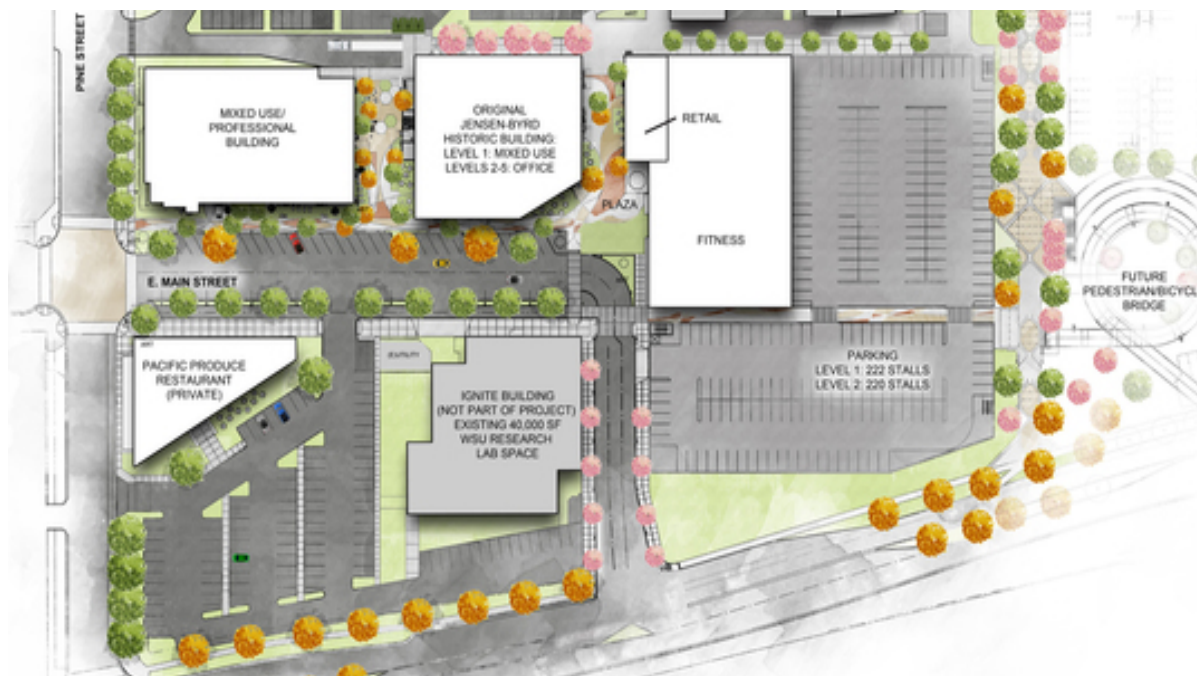 PINE STREET
MIXED USE/
PROFESSIONAL
BUILDING
ORIGINAL
JENSEN-BYRD
HISTORIC BUILDING:
LEVEL 1: MIXED USE
LEVELS 2-5: OFFICE
RETAIL
PLAZA
FITNESS
E. MAIN STREET
FUTURE
PEDESTRIAN/BICYCL
BRIDGE
PACIFIC PRODUCE
RESTAURANT
(PRIVATE)
IGNITE BUILDING
(NOT PART OF PROJECT)
EXISTING 40,000 SF
WSU RESEARCH
LAB SPACE
PARKING
LEVEL 1: 222 STALLS
LEVEL 2: 220 STALLS